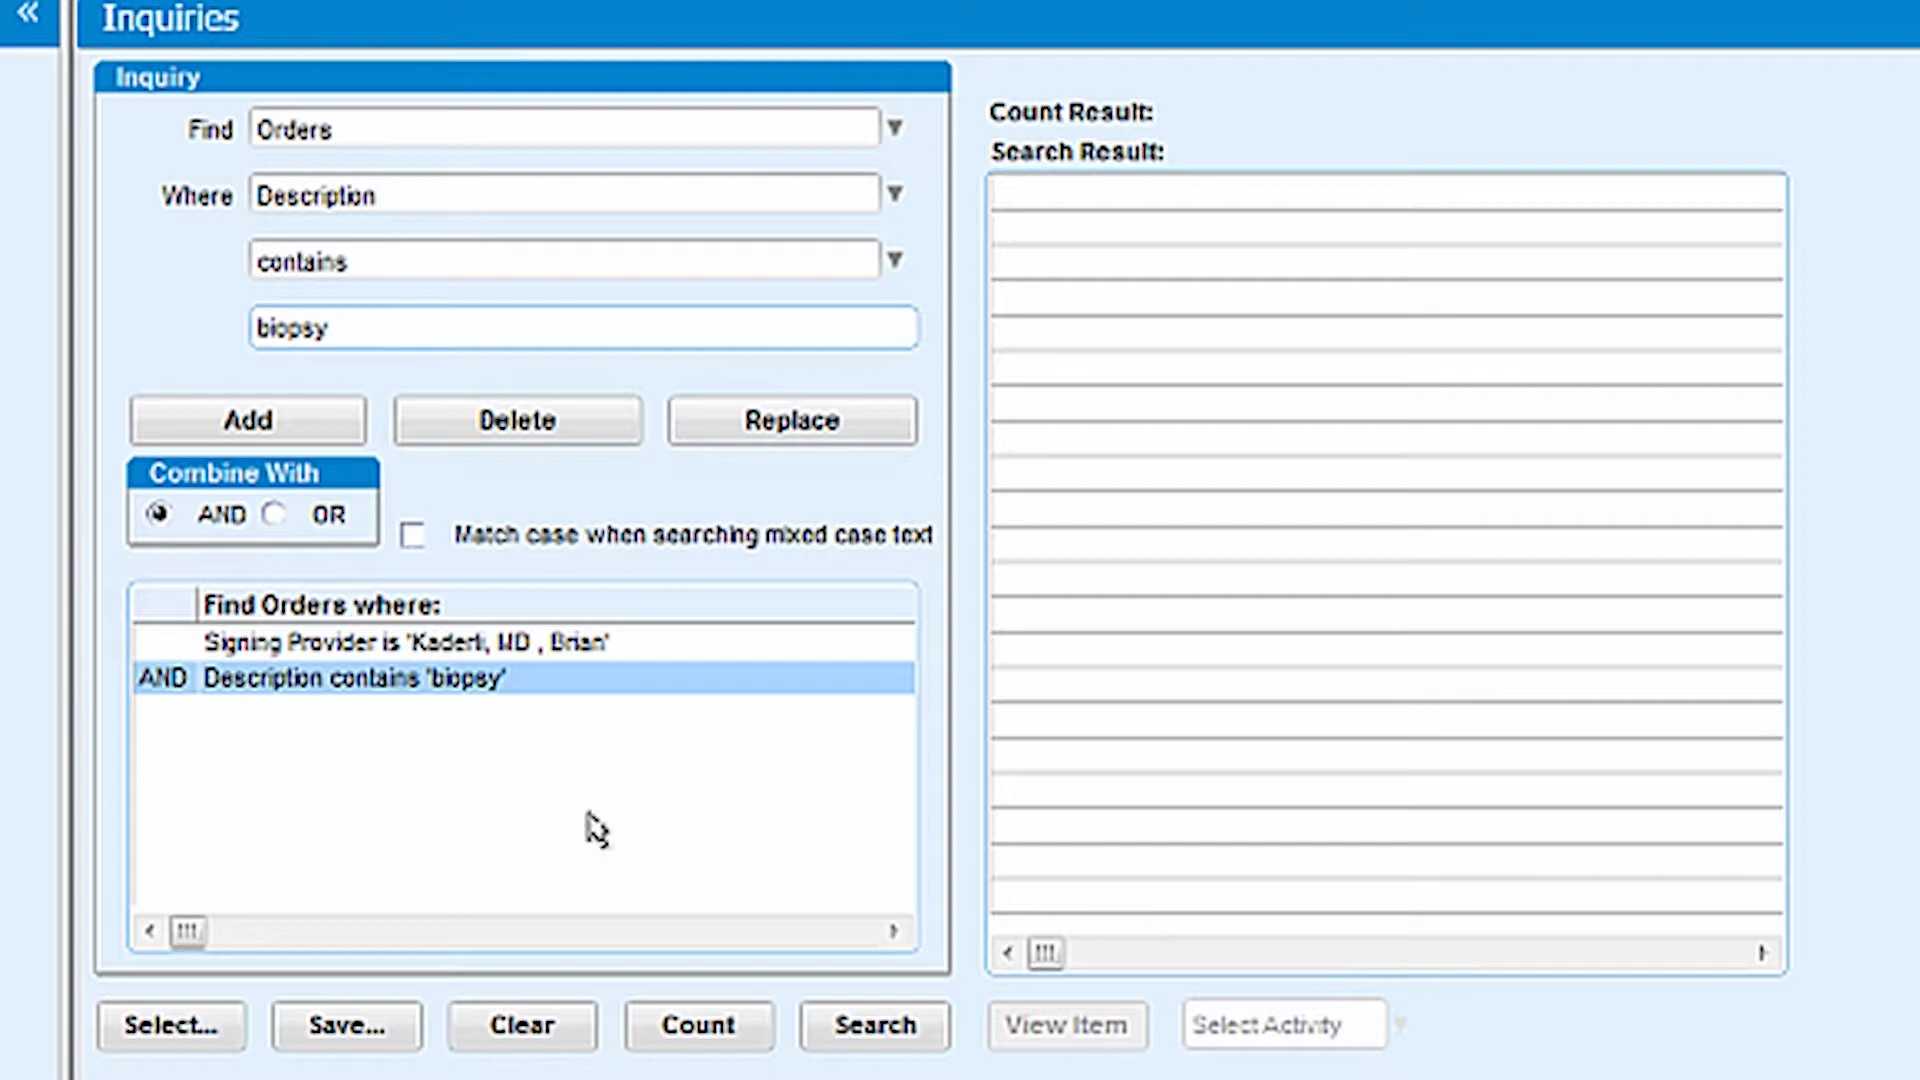 «
Inquiries
Inquiry
Find Orders
Where Description
contains
biopsy
Add Delete Replace
Combine With
AND OR
Match case when searching mixed case text
Find Orders where:
Signing Provider is 'Kaderli, MD , Brian'
AND Description contains 'biopsy'
Select... Save... Clear Count Search
Count Result:
Search Result:
View Item Select Activity